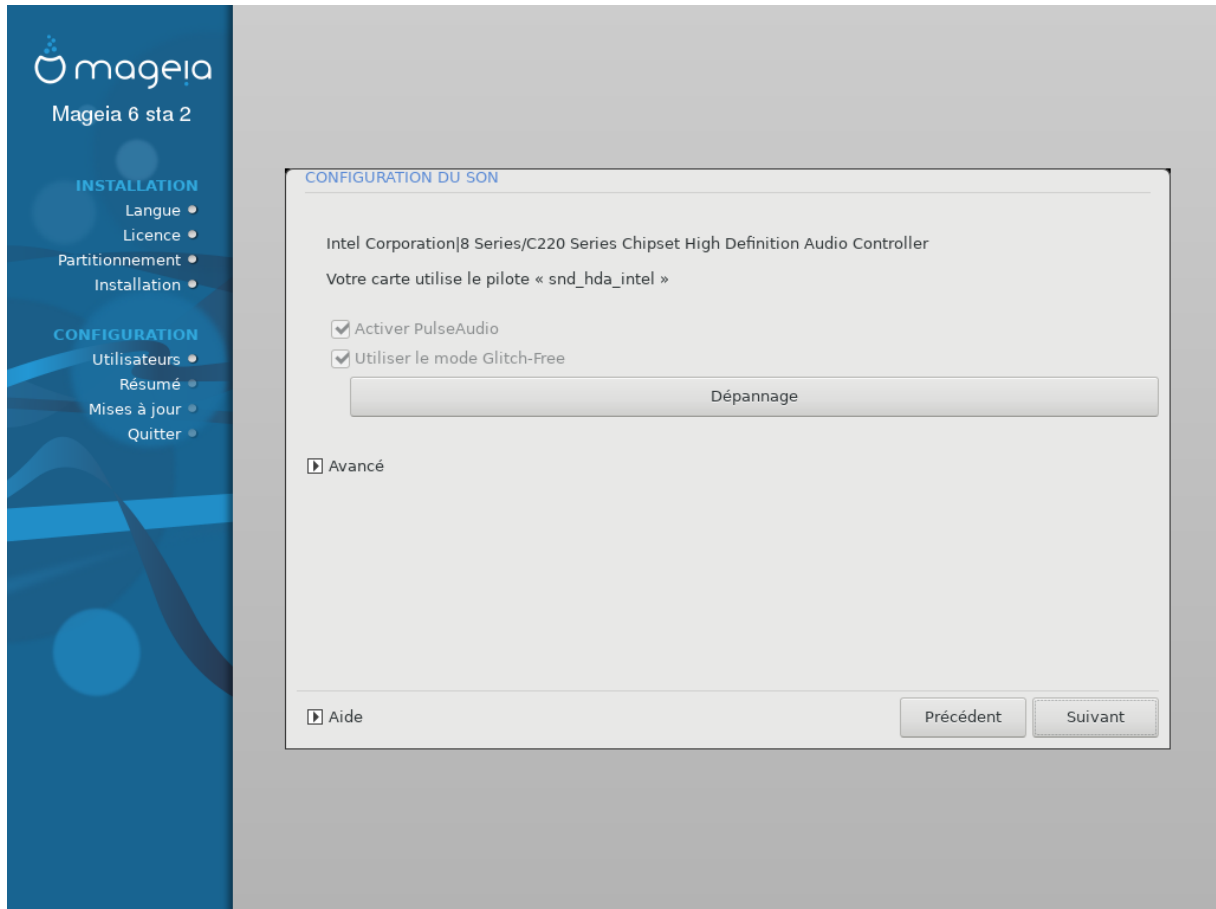 mageia
Mageia 6 sta 2
INSTALLATION
Langue
Licence
Partitionnement
Installation
CONFIGURATION
Utilisateurs
Résumé
Mises à jour
Quitter
CONFIGURATION DU SON
Intel Corporation|8 Series/C220 Series Chipset High Definition Audio Controller
Votre carte utilise le pilote « snd_hda_intel »
Activer PulseAudio
Utiliser le mode Glitch-Free
Dépannage
Avancé
Aide
Précédent
Suivant